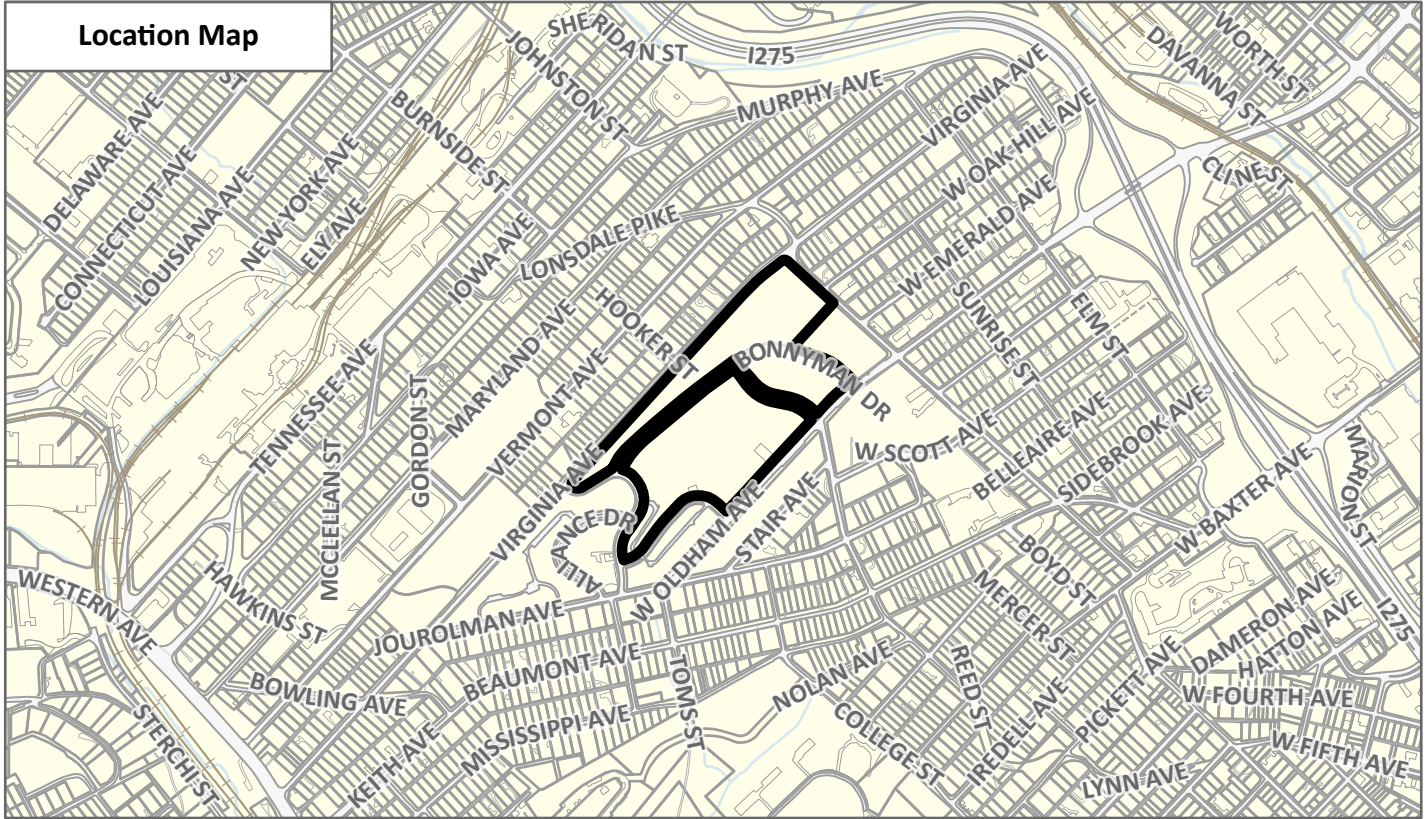 Location Map
SHERIDAN ST
I275
WORTH ST
DAVANNA ST
JOHNSTON ST
ST
MURPHY AVE
VIRGINIA AVE
DELAWARE AVE
BURNSIDE ST
W OAK HILL AVE
CONNECTICUT AVE
NEW YORK AVE
CLINE ST
LOUISIANA AVE
ELY AVE
IOWA AVE
LONSDALE PIKE
W EMERALD AVE
HOOKER ST
SUNRISE ST
ELM ST
MARYLAND AVE
BONNYMAN DR
TENNESSEE AVE
GORDON ST
VERMONT AVE
MCCLELLAN ST
W SCOTT AVE
BELLEAIRE AVE
SIDEBROOK AVE
W BAXTER AVE
MARION ST
VIRGINIA AVE
ALLIANCE DR
W OLDHAM AVE
STAIR AVE
BOYD ST
WESTERN AVE
HAWKINS ST
JOUROLMAN AVE
MERCER ST
DAMERON AVE
HATTON AVE
I275
BEAUMONT AVE
TOMS ST
NOLAN AVE
REED ST
PICKETT AVE
W FOURTH AVE
BOWLING AVE
STERCHI ST
KEITH AVE
MISSISSIPPI AVE
COLLEGE ST
IREDELL AVE
LYNN AVE
W FIFTH AVE